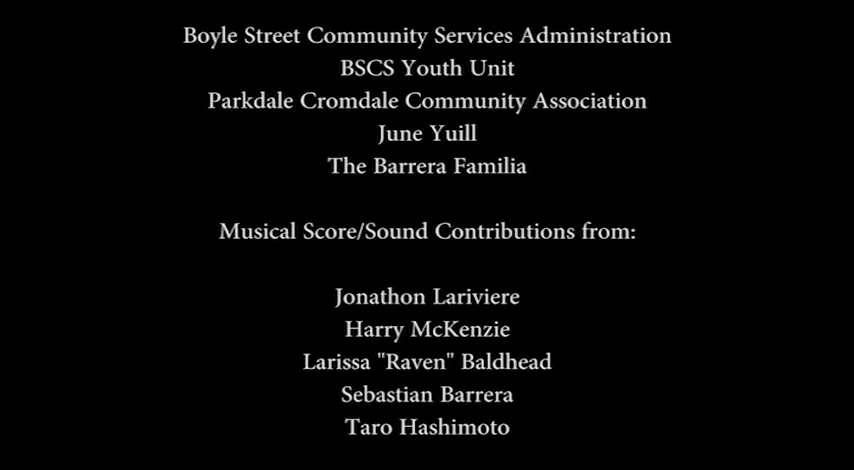 Boyle Street Community Services Administration
BSCS Youth Unit
Parkdale Cromdale Community Association
June Yuill
The Barrera Familia
Musical Score/Sound Contributions from:
Jonathon Lariviere
Harry McKenzie
Larissa "Raven" Baldhead
Sebastian Barrera
Taro Hashimoto